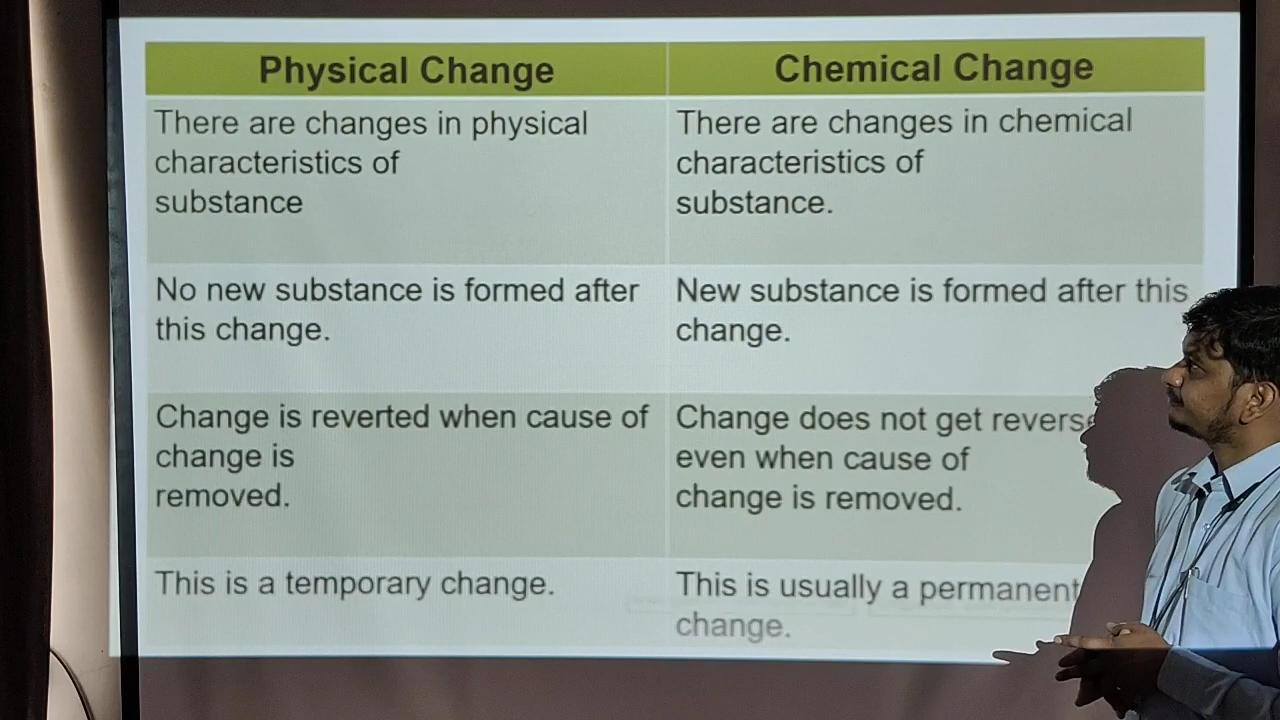 Physical Change
Chemical Change
There are changes in physical
characteristics of
substance
There are changes in chemical
characteristics of
substance.
No new substance is formed after
this change.
New substance is formed after this
change.
Change is reverted when cause of
change is
removed.
Change does not get reverse
even when cause of
change is removed.
This is a temporary change.
This is usually a permanent
change.